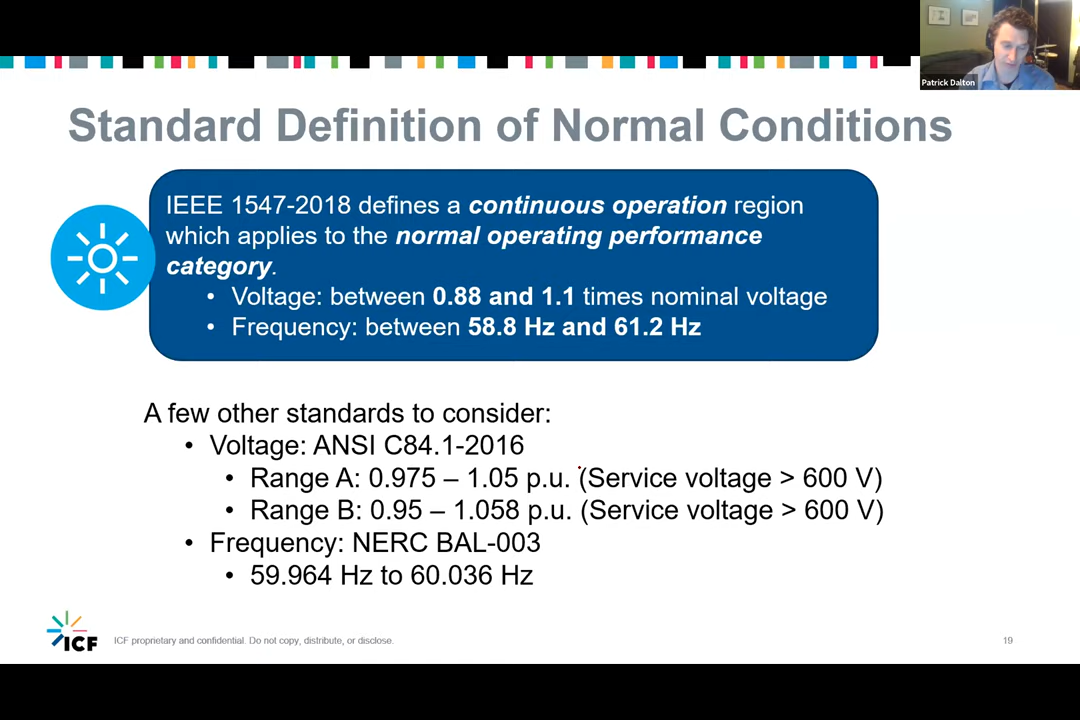 Patrick Dalton
Standard Definition of Normal Conditions
IEEE 1547-2018 defines a continuous operation region
which applies to the normal operating performance
category.
• Voltage: between 0.88 and 1.1 times nominal voltage
• Frequency: between 58.8 Hz and 61.2 Hz
A few other standards to consider:
• Voltage: ANSI C84.1-2016
• Range A: 0.975 – 1.05 p.u. (Service voltage > 600 V)
• Range B: 0.95 – 1.058 p.u. (Service voltage > 600 V)
• Frequency: NERC BAL-003
• 59.964 Hz to 60.036 Hz
ICF
ICF proprietary and confidential. Do not copy, distribute, or disclose.
19